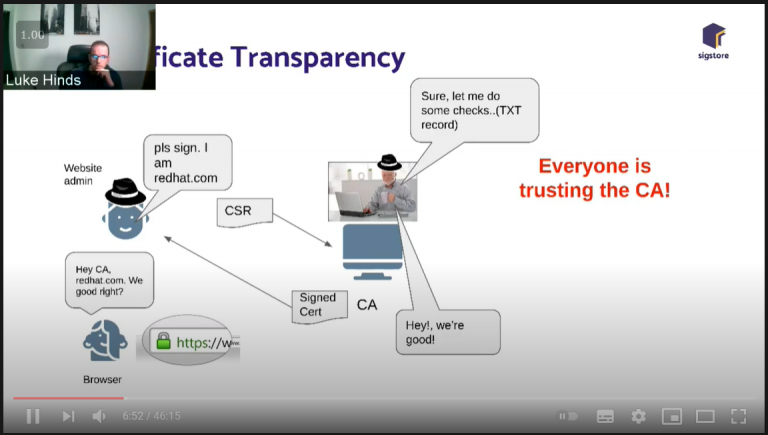 1.00
Luke Hinds
ficate Transparency
sigstore
Sure, let me do
some checks..(TXT
record)
pls sign. I
am
redhat.com
Website
admin
Everyone is
trusting the CA!
CSR
Hey CA,
redhat.com. We
good right?
Signed
Cert
CA
Hey!, we're
good!
https://w
Browser
6:52 / 46:15